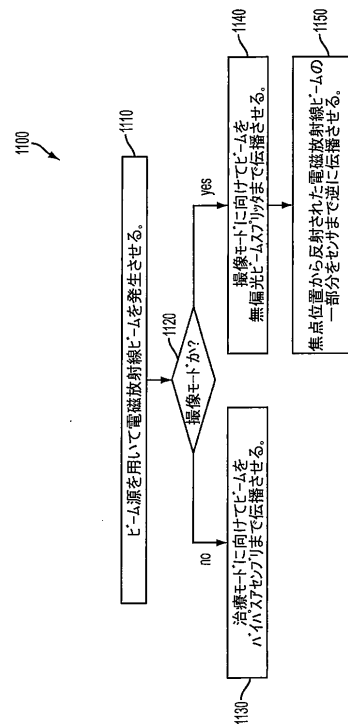 1100
1110
ビーム源を用いて電磁放射線ビームを発生させる。
1120
撮像モードか?
no
yes
1130
治療モードに向けてビームを
バイパスアセンブリまで伝播させる。
1140
撮像モードに向けてビームを
無偏光ビームスプリッタまで伝播させる。
1150
焦点位置から反射された電磁放射線ビームの
一部分をセンサまで逆に伝播させる。